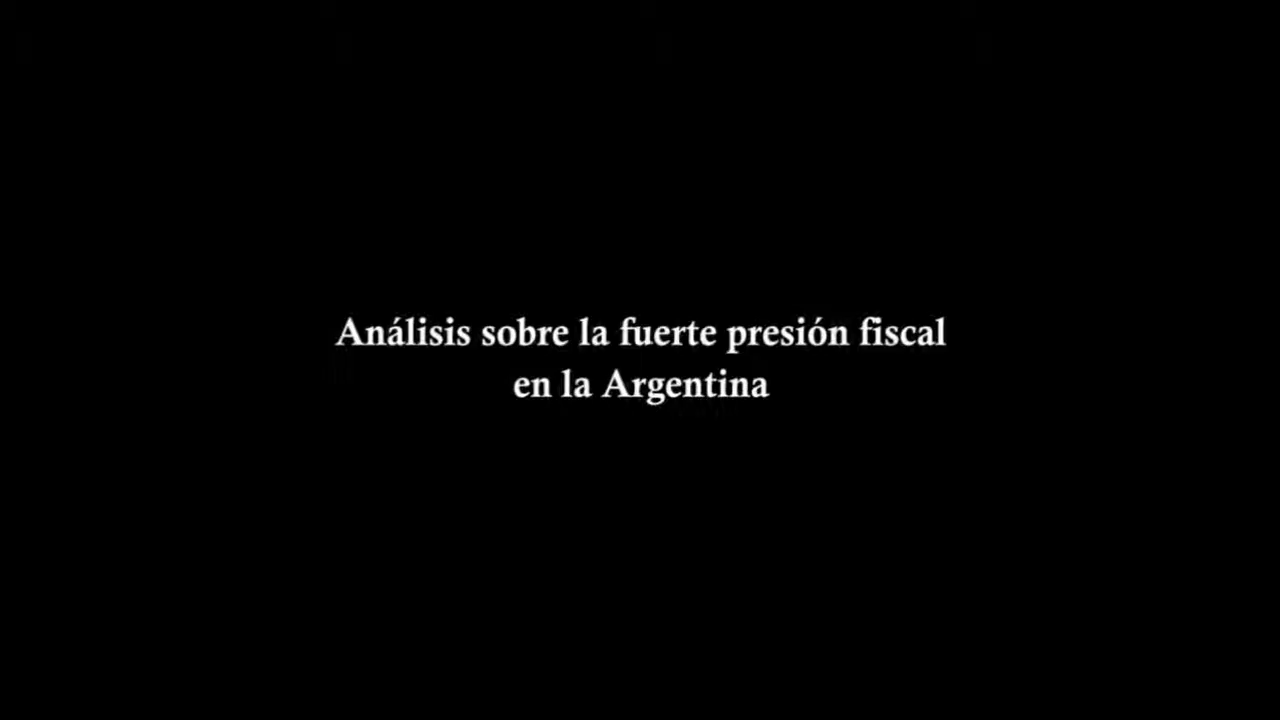 Análisis sobre la fuerte presión fiscal
en la Argentina